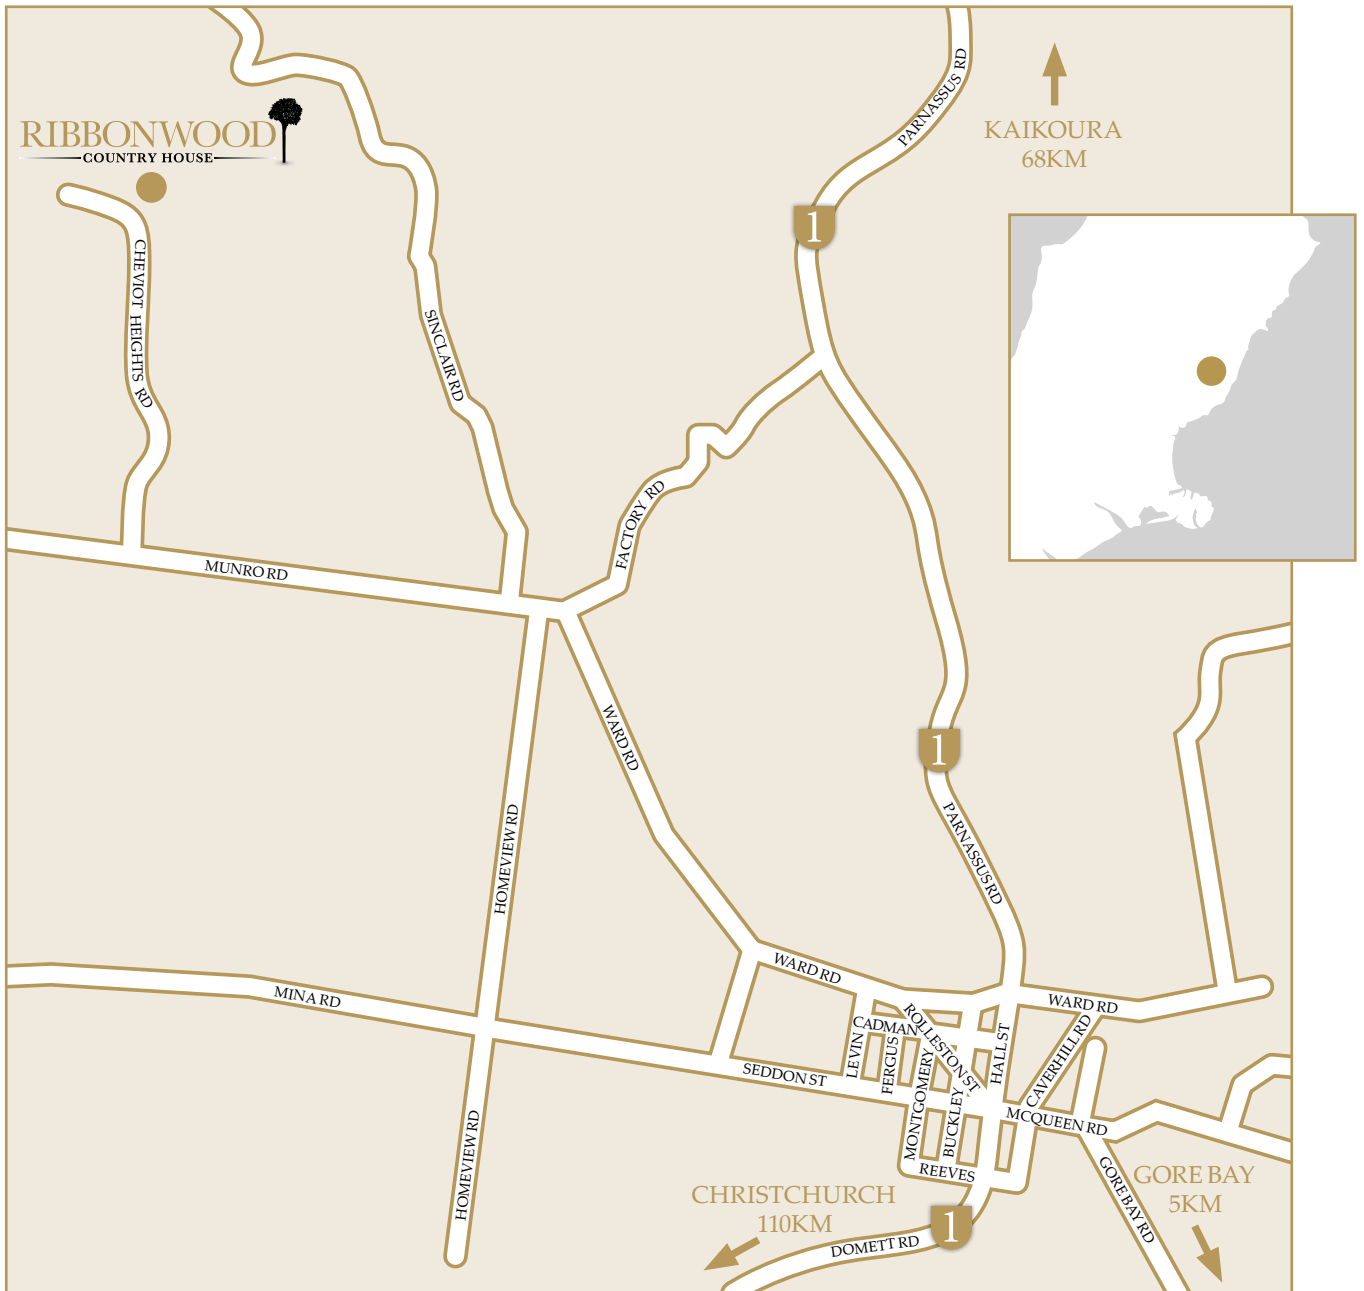 PARNASSUS RD
KAIKOURA
68KM
RIBBONWOOD
COUNTRY HOUSE
1
CHEVIOT HEIGHTS RD
SINCLAIR RD
FACTORY RD
MUNRO RD
WARD RD
1
PARNASSUS RD
HOMEVIEW RD
WARD RD
MINA RD
WARD RD
CADMAN
ROLLESTON ST
LEVIN
FERGUS
MONTGOMERY
BUCKLEY
HALL ST
CAVERHILL RD
SEDDON ST
MCQUEEN RD
REEVES
HOMEVIEW RD
CHRISTCHURCH
110KM
GORE BAY
5KM
GORE BAY RD
1
DOMETT RD